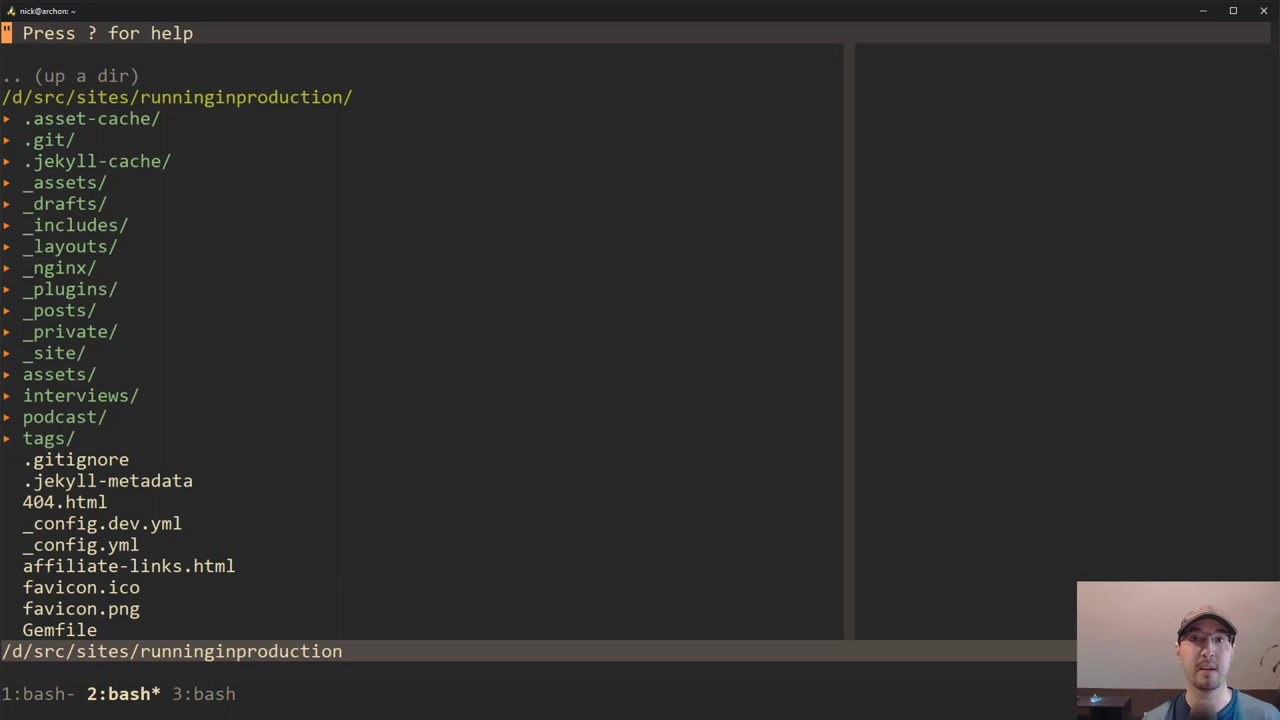 nick@archon: ~
" Press ? for help
.. (up a dir)
/d/src/sites/runninginproduction/
▸ .asset-cache/
▸ .git/
▸ .jekyll-cache/
▸ _assets/
▸ _drafts/
▸ _includes/
▸ _layouts/
▸ _nginx/
▸ _plugins/
▸ _posts/
▸ _private/
▸ _site/
▸ assets/
▸ interviews/
▸ podcast/
▸ tags/
.gitignore
.jekyll-metadata
404.html
_config.dev.yml
_config.yml
affiliate-links.html
favicon.ico
favicon.png
Gemfile
/d/src/sites/runninginproduction
1:bash- 2:bash* 3:bash